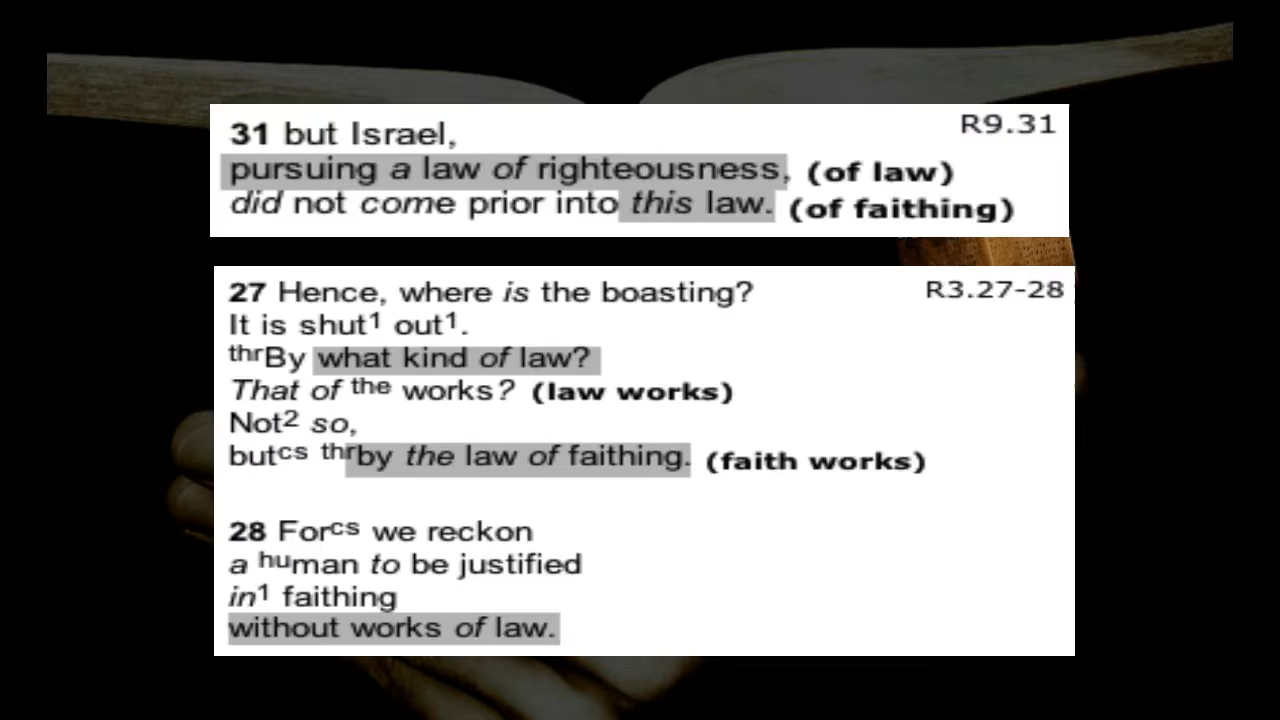 R9.31
31 but Israel,
pursuing a law of righteousness, (of law)
did not come prior into this law. (of faithing)
27 Hence, where is the boasting? R3.27-28
It is shut¹ out¹.
thrBy what kind of law?
That of the works? (law works)
Not² so,
butcs thrby the law of faithing. (faith works)
28 Forcs we reckon
a human to be justified
in¹ faithing
without works of law.